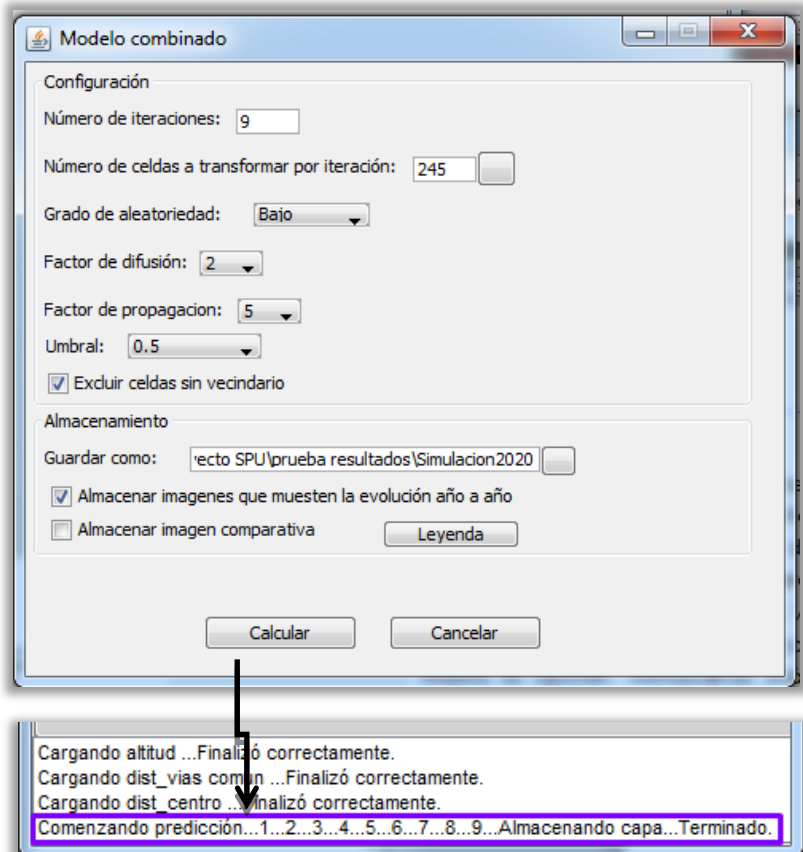 Modelo combinado
Configuración
Número de iteraciones: 9
Número de celdas a transformar por iteración: 245
Grado de aleatoriedad: Bajo
Factor de difusión: 2
Factor de propagacion: 5
Umbral: 0.5
Excluir celdas sin vecindario
Almacenamiento
Guardar como: recto SPU\prueba resultados\Simulacion2020
Almacenar imagenes que muesten la evolución año a año
Almacenar imagen comparativa Leyenda
Calcular Cancelar
Cargando altitud ...Finalizó correctamente.
Cargando dist_vias comun ...Finalizó correctamente.
Cargando dist_centro ...Finalizó correctamente.
Comenzando predicción...1...2...3...4...5...6...7...8...9...Almacenando capa...Terminado.